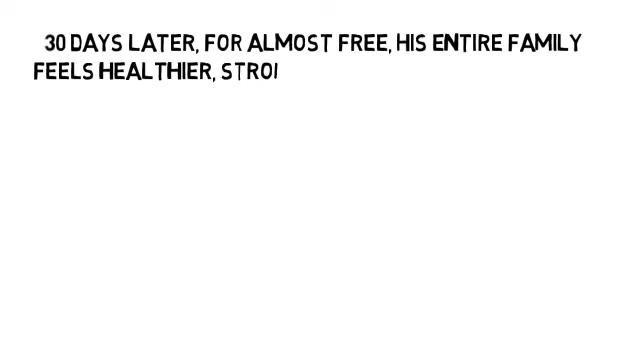 30 DAYS LATER, FOR ALMOST FREE, HIS ENTIRE FAMILY
FEELS HEALTHIER,